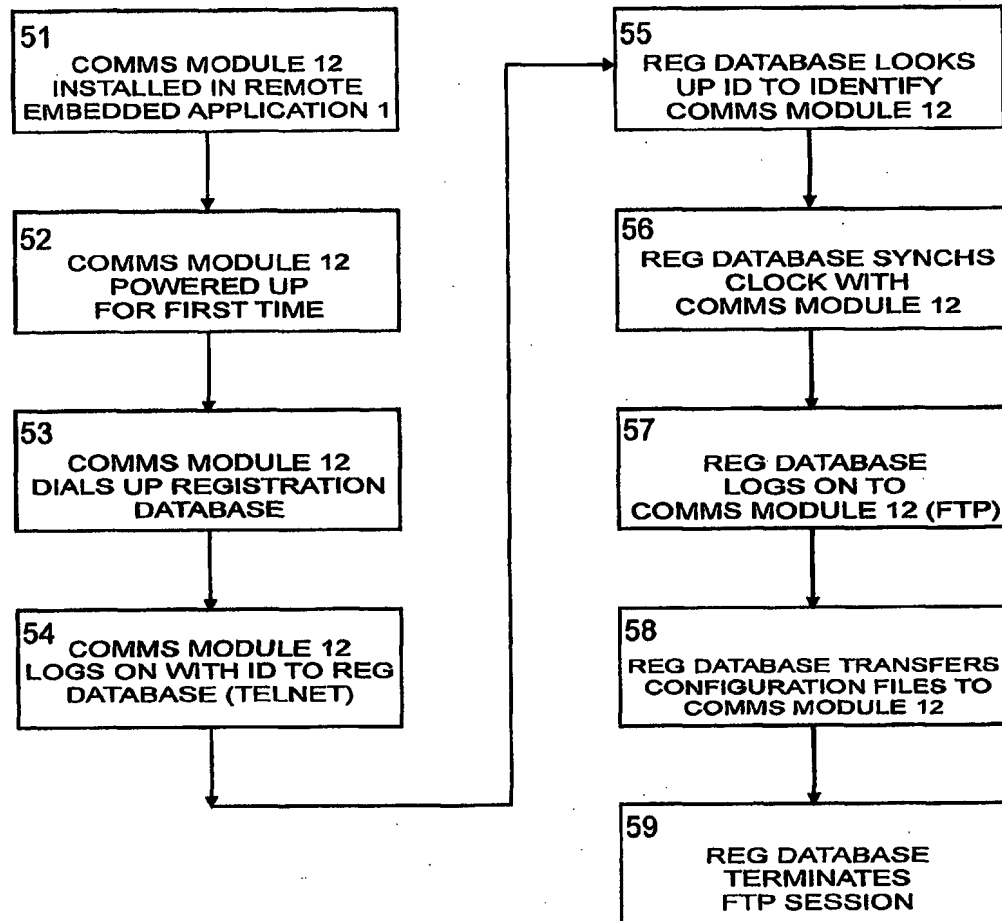 51
COMMS MODULE 12
INSTALLED IN REMOTE
EMBEDDED APPLICATION 1
52
COMMS MODULE 12
POWERED UP
FOR FIRST TIME
53
COMMS MODULE 12
DIALS UP REGISTRATION
DATABASE
54
COMMS MODULE 12
LOGS ON WITH ID TO REG
DATABASE (TELNET)
55
REG DATABASE LOOKS
UP ID TO IDENTIFY
COMMS MODULE 12
56
REG DATABASE SYNCHS
CLOCK WITH
COMMS MODULE 12
57
REG DATABASE
LOGS ON TO
COMMS MODULE 12 (FTP)
58
REG DATABASE TRANSFERS
CONFIGURATION FILES TO
COMMS MODULE 12
59
REG DATABASE
TERMINATES
FTP SESSION